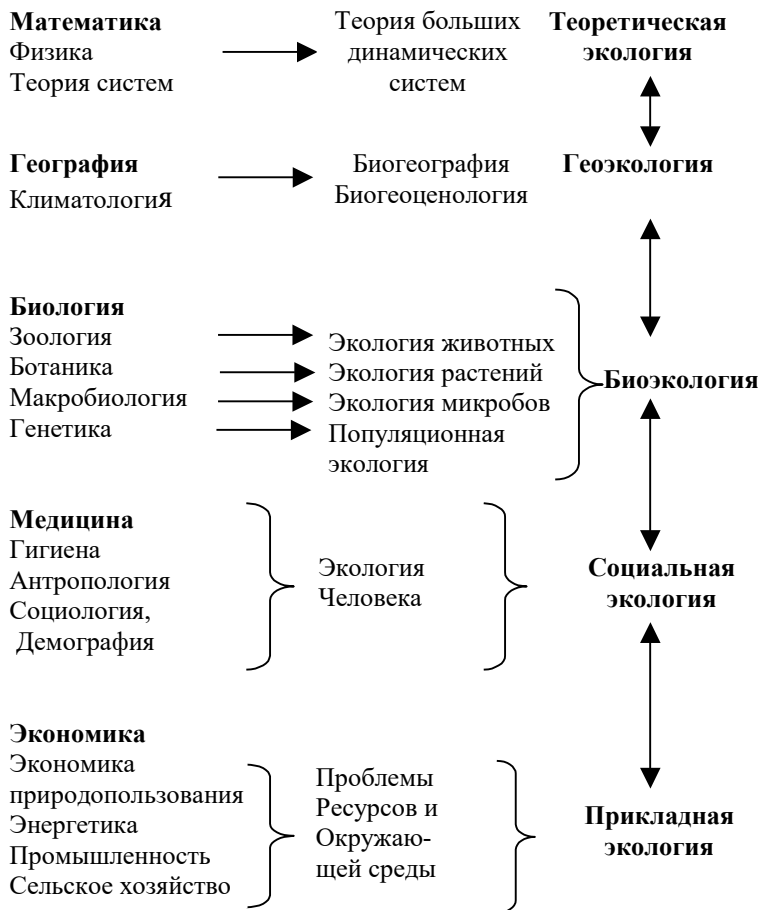 Математика
Физика
Теория систем
Теория больших
динамических
систем
Теоретическая
экология
География
Климатология
Биогеография
Биогеоценология
Геоэкология
Биология
Зоология
Ботаника
Макробиология
Генетика
Экология животных
Экология растений
Экология микробов
Популяционная
экология
Биоэкология
Медицина
Гигиена
Антропология
Социология,
Демография
Экология
Человека
Социальная
экология
Экономика
Экономика
природопользования
Энергетика
Промышленность
Сельское хозяйство
Проблемы
Ресурсов и
Окружаю-
щей среды
Прикладная
экология